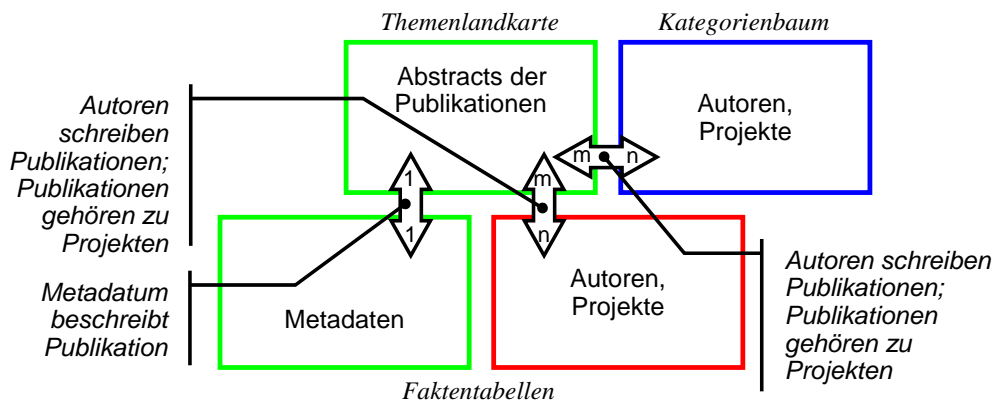 Themenlandkarte
Kategorienbaum
Abstracts der
Publikationen
Autoren,
Projekte
Autoren
schreiben
Publikationen;
Publikationen
gehören zu
Projekten
m n
1
1
m
n
Metadatum
beschreibt
Publikation
Metadaten
Autoren,
Projekte
Autoren schreiben
Publikationen;
Publikationen
gehören zu
Projekten
Faktentabellen